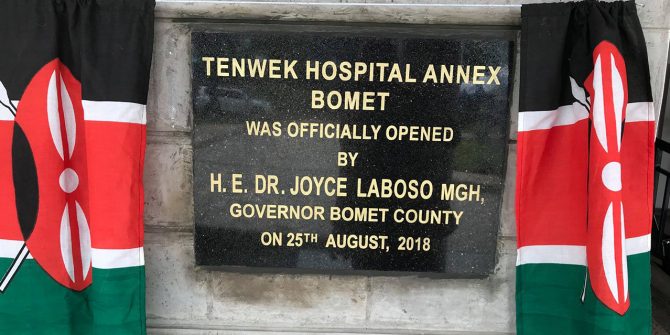 TENWEK HOSPITAL ANNEX
BOMET
WAS OFFICIALLY OPENED
BY
H. E. DR. JOYCE LABOSO MGH,
GOVERNOR BOMET COUNTY
ON 25TH AUGUST, 2018